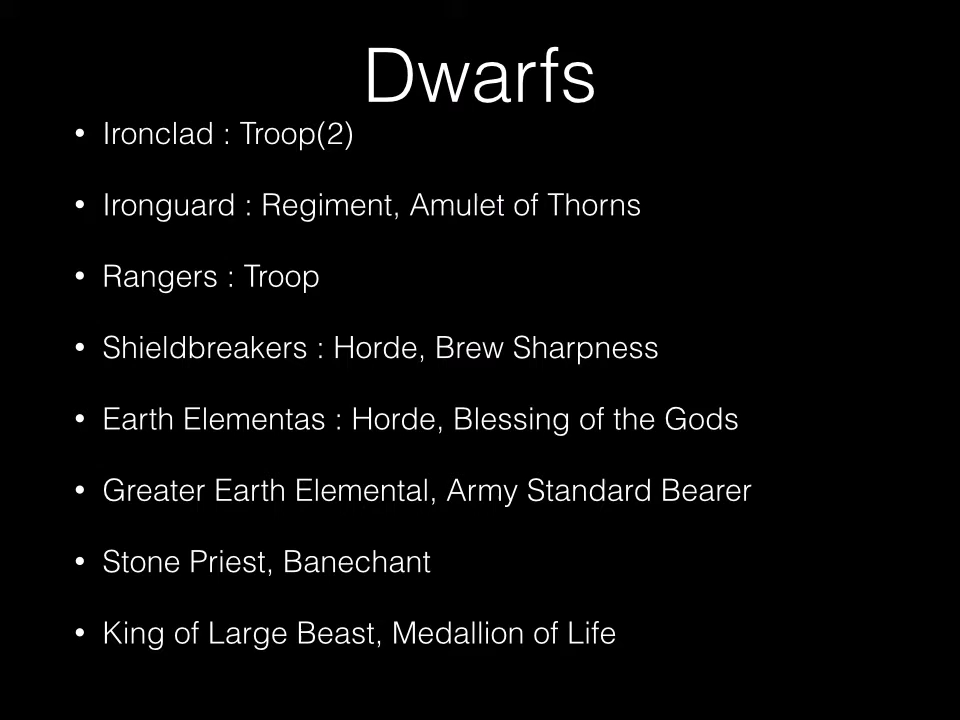 Dwarfs
• Ironclad : Troop(2)
• Ironguard : Regiment, Amulet of Thorns
• Rangers : Troop
• Shieldbreakers : Horde, Brew Sharpness
• Earth Elementas : Horde, Blessing of the Gods
• Greater Earth Elemental, Army Standard Bearer
• Stone Priest, Banechant
• King of Large Beast, Medallion of Life